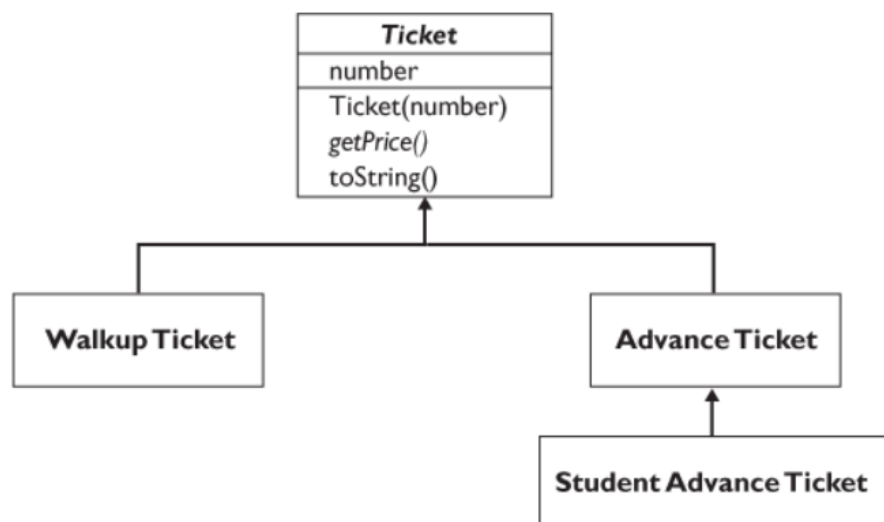 Ticket
number
Ticket(number)
getPrice()
toString()
Walkup Ticket
Advance Ticket
Student Advance Ticket